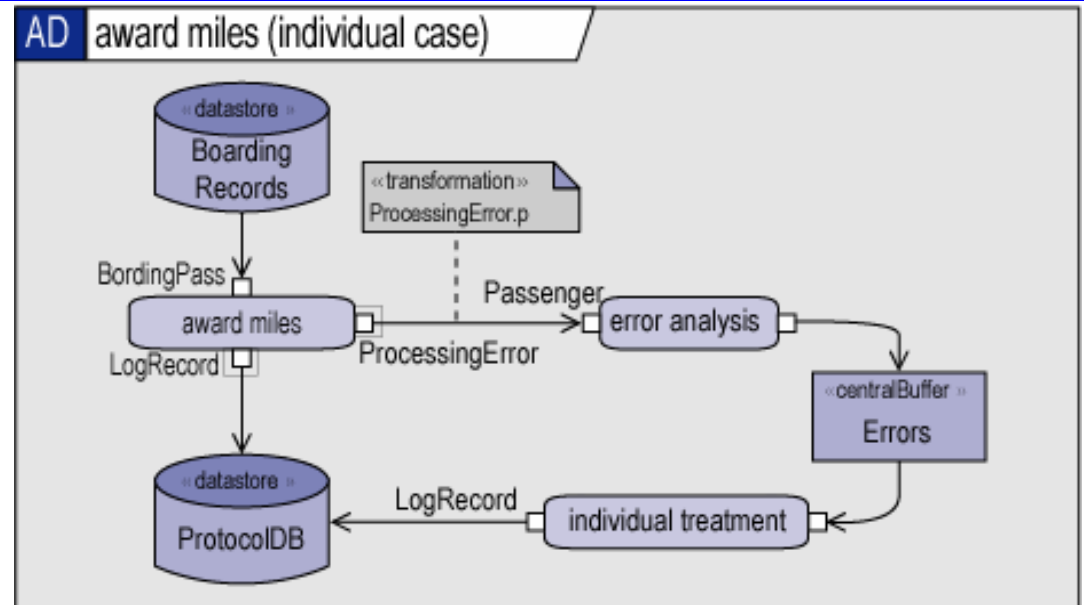 AD award miles (individual case)
«datastore»
Boarding
Records
«transformation»
ProcessingError.p
BordingPass
Passenger
award miles
error analysis
ProcessingError
LogRecord
«centralBuffer»
Errors
«datastore»
ProtocolDB
LogRecord
individual treatment